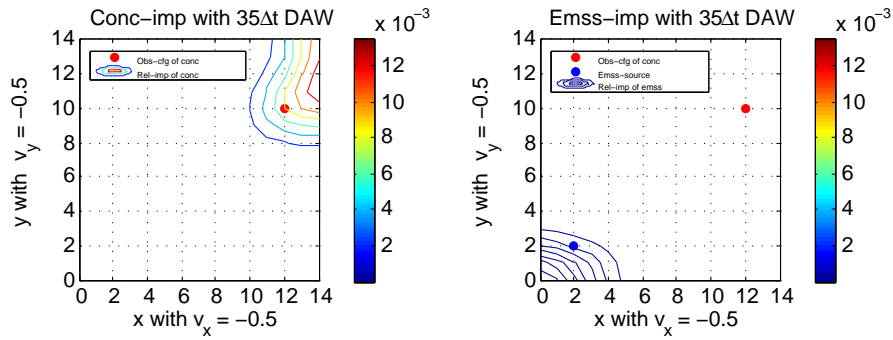 Conc−imp with 35Δt DAW
x 10⁻³
14
12
10
8
6
4
2
0
y with v_y = −0.5
Obs−cfg of conc
Rel−imp of conc
0 2 4 6 8 10 12 14
x with v_x = −0.5
12
10
8
6
4
2
Emss−imp with 35Δt DAW
x 10⁻³
14
12
10
8
6
4
2
0
y with v_y = −0.5
Obs−cfg of conc
Emss−source
Rel−imp of emss
0 2 4 6 8 10 12 14
x with v_x = −0.5
12
10
8
6
4
2